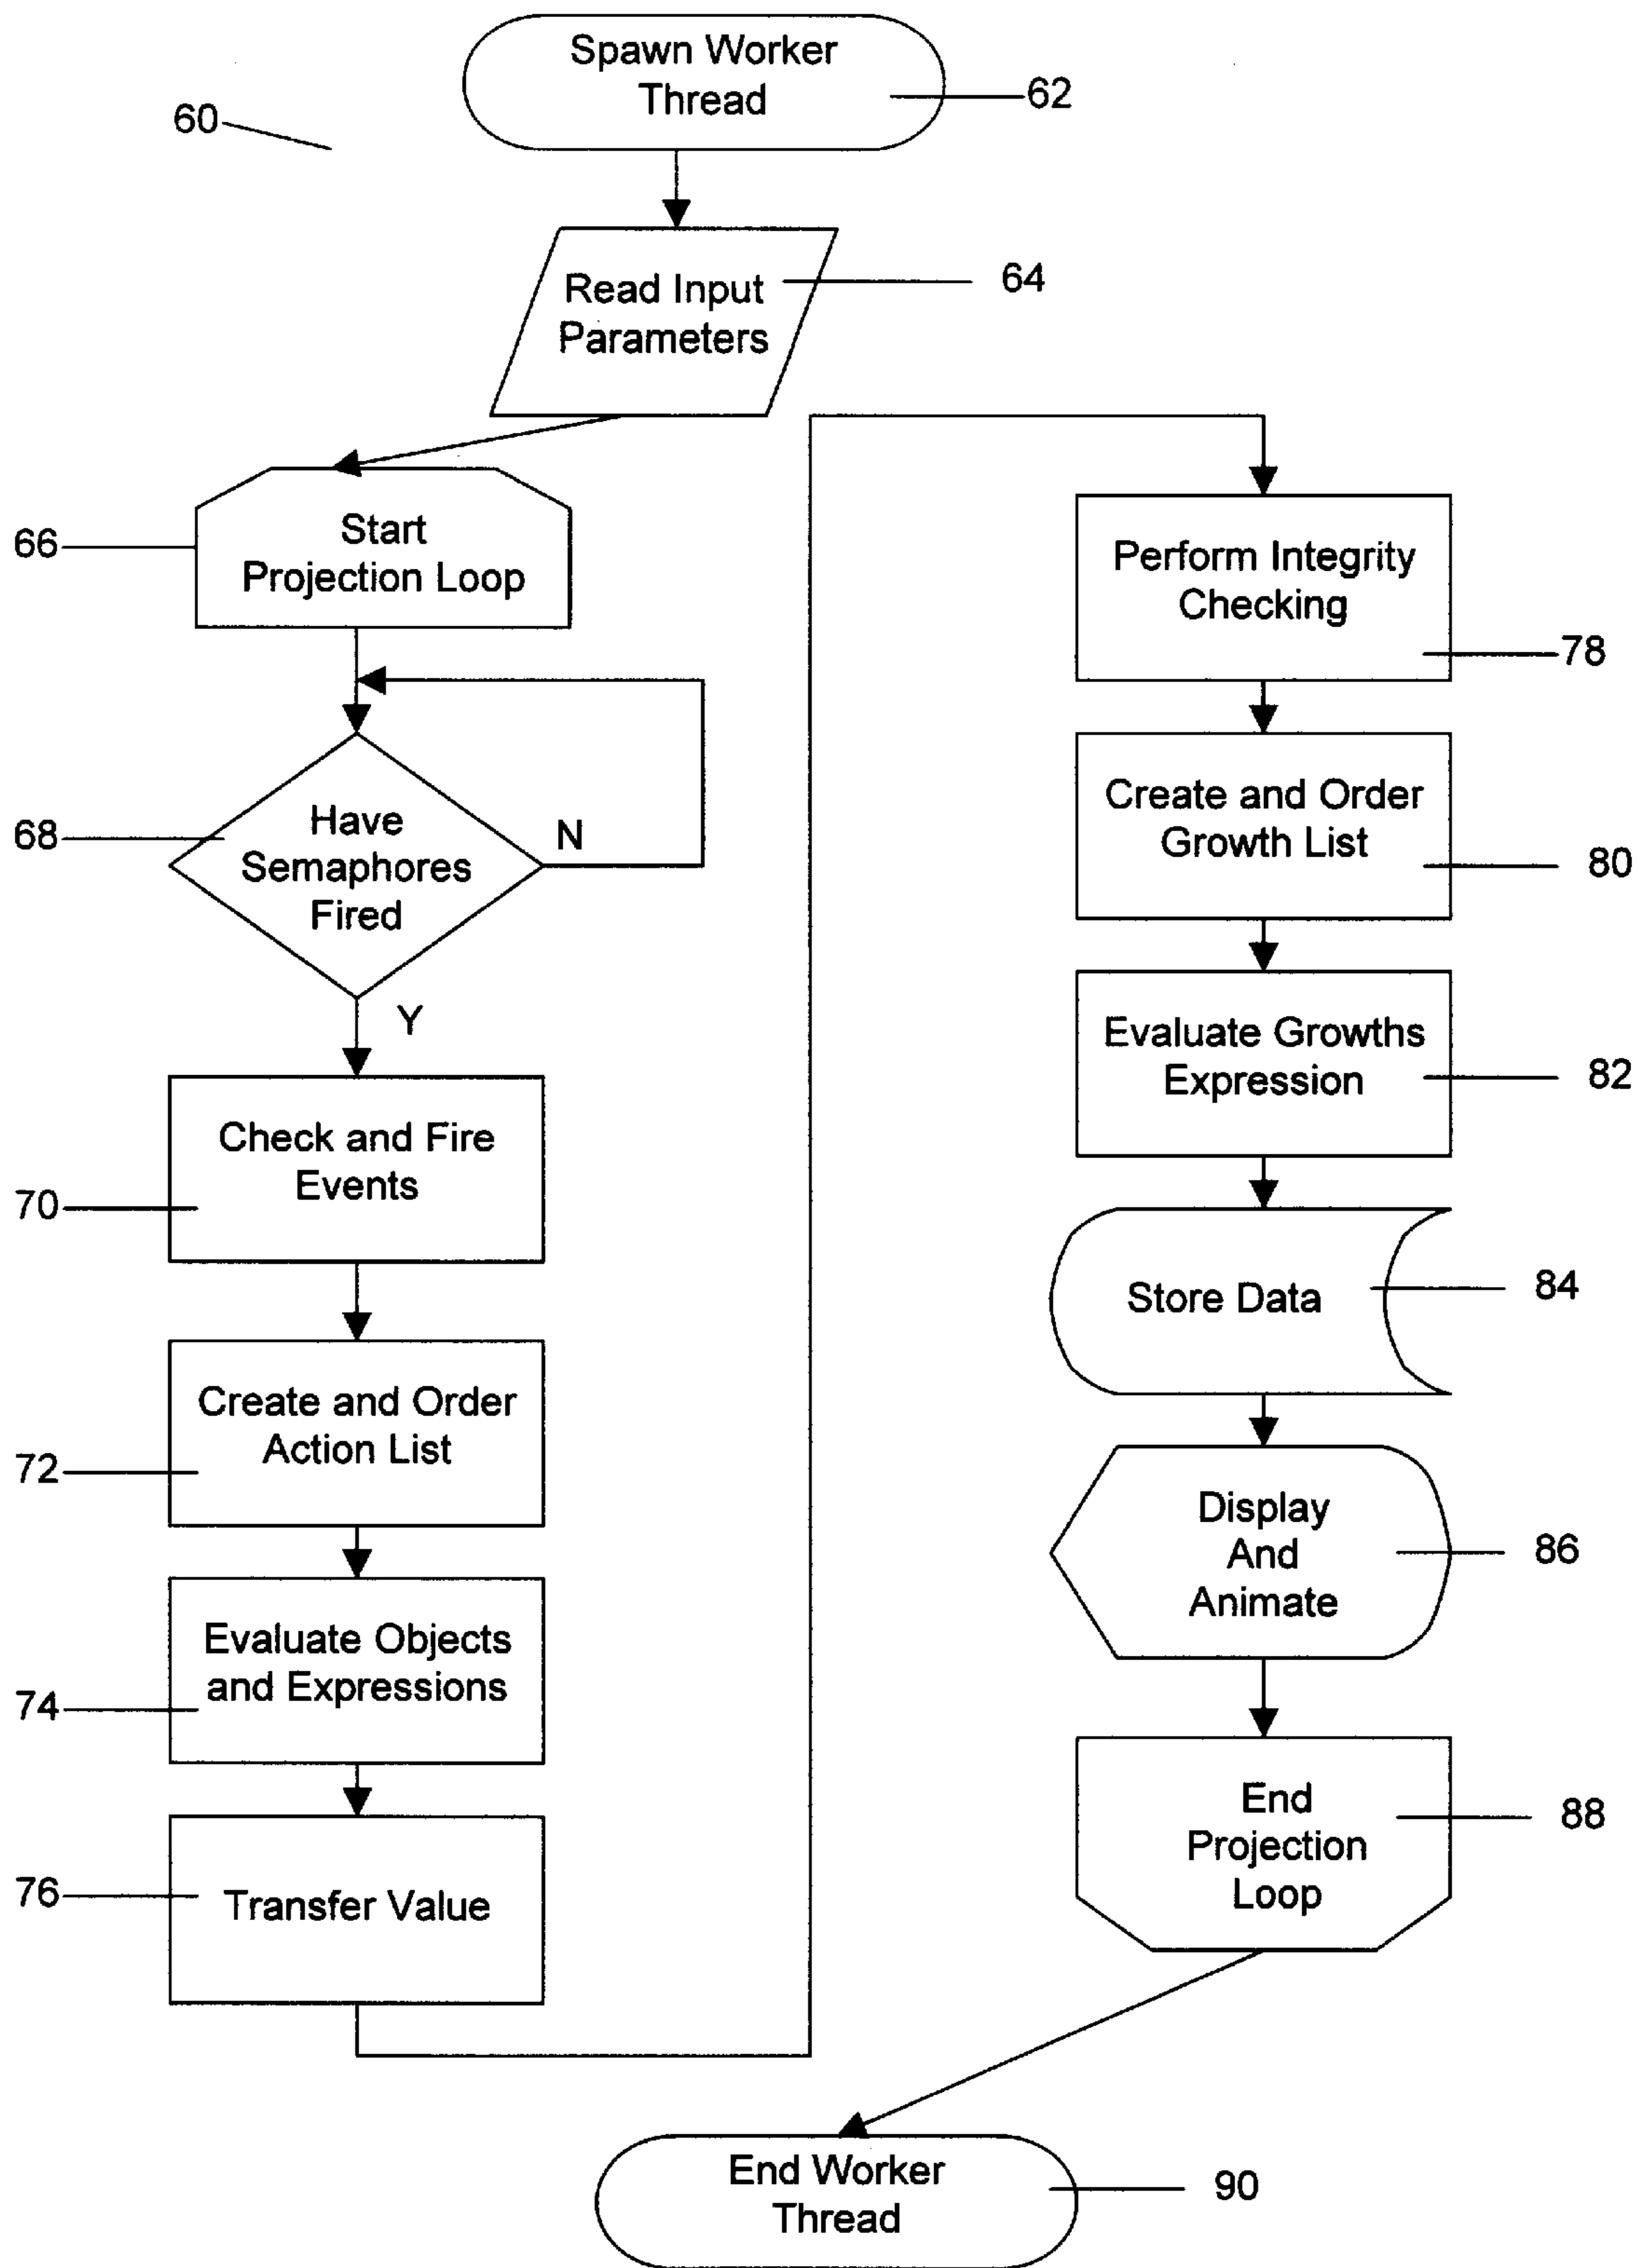 Spawn Worker
Thread
62
60
Read Input
Parameters
64
Start
Projection Loop
66
Have
Semaphores
Fired
68
N
Y
Check and Fire
Events
70
Create and Order
Action List
72
Evaluate Objects
and Expressions
74
Transfer Value
76
Perform Integrity
Checking
78
Create and Order
Growth List
80
Evaluate Growths
Expression
82
Store Data
84
Display
And
Animate
86
End
Projection
Loop
88
End Worker
Thread
90